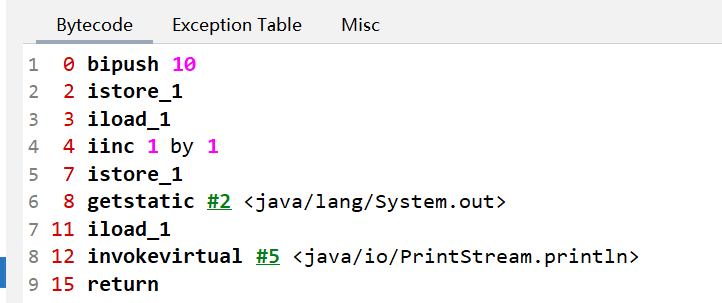 Bytecode Exception Table Misc
1 0 bipush 10
2 2 istore_1
3 3 iload_1
4 4 iinc 1 by 1
5 7 istore_1
6 8 getstatic #2 <java/lang/System.out>
7 11 iload_1
8 12 invokevirtual #5 <java/io/PrintStream.println>
9 15 return